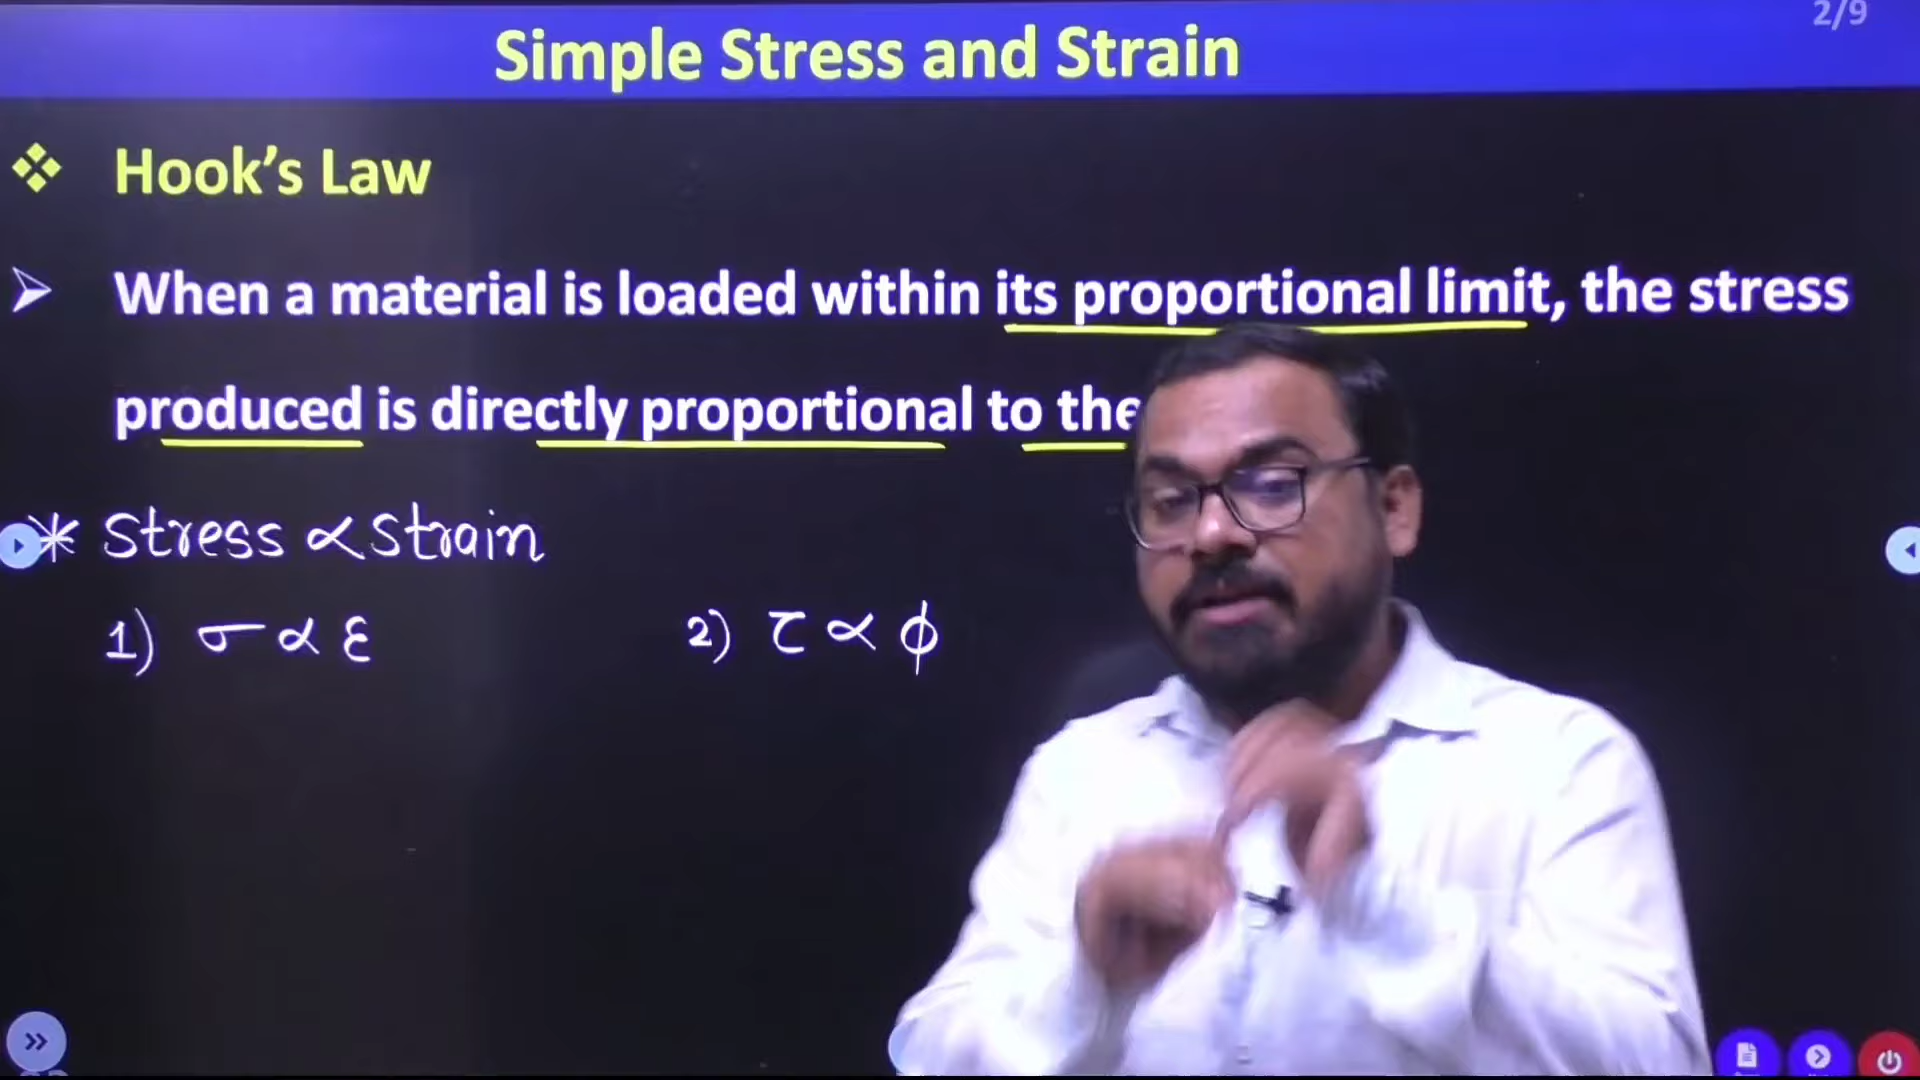 2/9
Simple Stress and Strain
Hook’s Law
When a material is loaded within its proportional limit, the stress
produced is directly proportional to the
* Stress ∝ Strain
1) σ ∝ ε
2) τ ∝ ϕ